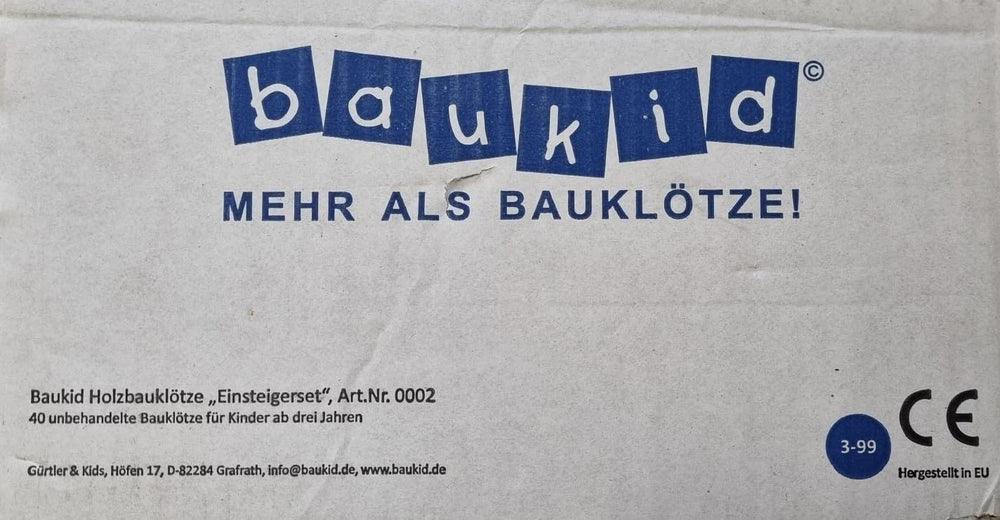 baukid©
MEHR ALS BAUKLÖTZE!
Baukid Holzbauklötze „Einsteigerset“, Art.Nr. 0002
40 unbehandelte Bauklötze für Kinder ab drei Jahren
Gürtler & Kids, Höfen 17, D-82284 Grafrath, info@baukid.de, www.baukid.de
3-99
CE
Hergestellt in EU